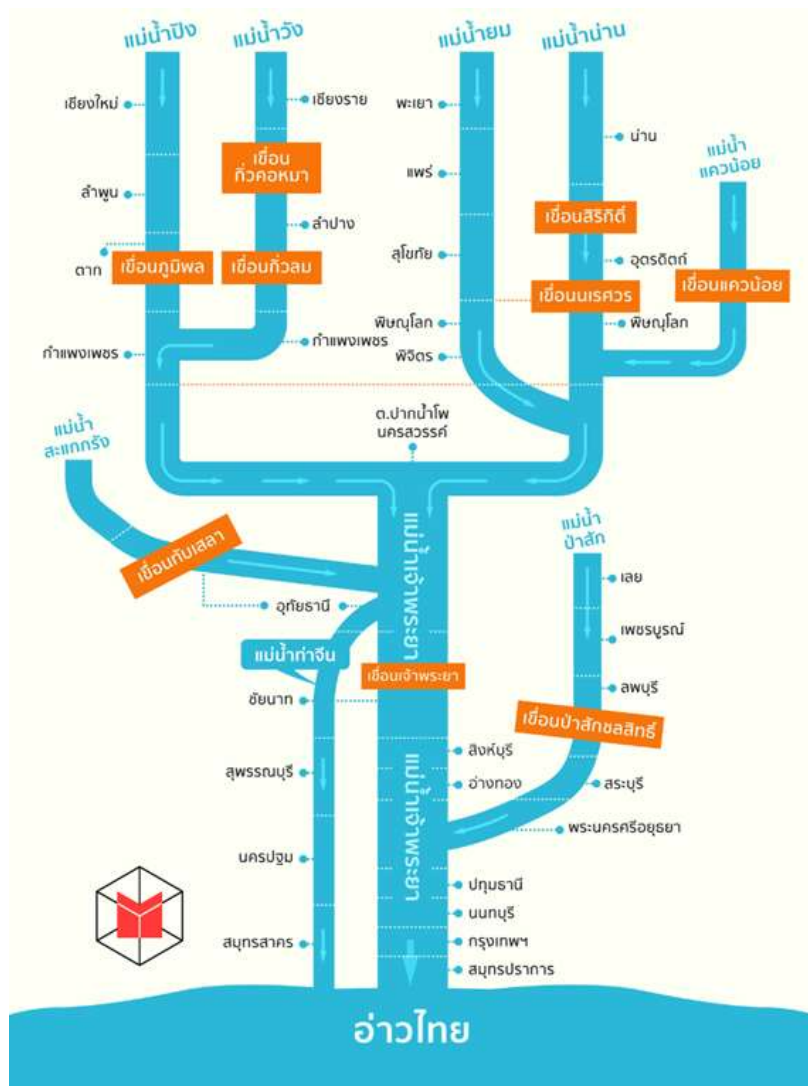 แม่น้ำปิง
แม่น้ำวัง
แม่น้ำยม
แม่น้ำน่าน
เชียงใหม่
เชียงราย
พะเยา
น่าน
แม่น้ำ
แควน้อย
เขื่อน
กิ่วคอหมา
แพร่
ลำพูน
ลำปาง
เขื่อนสิริกิติ์
ตาก
เขื่อนภูมิพล
เขื่อนกิ่วลม
สุโขทัย
อุตรดิตถ์
เขื่อนแควน้อย
เขื่อนนเรศวร
พิษณุโลก
พิษณุโลก
กำแพงเพชร
กำแพงเพชร
พิจิตร
ต.ปากน้ำโพ
นครสวรรค์
แม่น้ำ
สะแกกรัง
แม่น้ำเจ้าพระยา
แม่น้ำ
ป่าสัก
เขื่อนทับเสลา
เลย
อุทัยธานี
เพชรบูรณ์
แม่น้ำท่าจีน
เขื่อนเจ้าพระยา
ลพบุรี
ชัยนาท
เขื่อนป่าสักชลสิทธิ์
สิงห์บุรี
แม่น้ำเจ้าพระยา
สุพรรณบุรี
อ่างทอง
สระบุรี
พระนครศรีอยุธยา
นครปฐม
ปทุมธานี
นนทบุรี
สมุทรสาคร
กรุงเทพฯ
สมุทรปราการ
อ่าวไทย